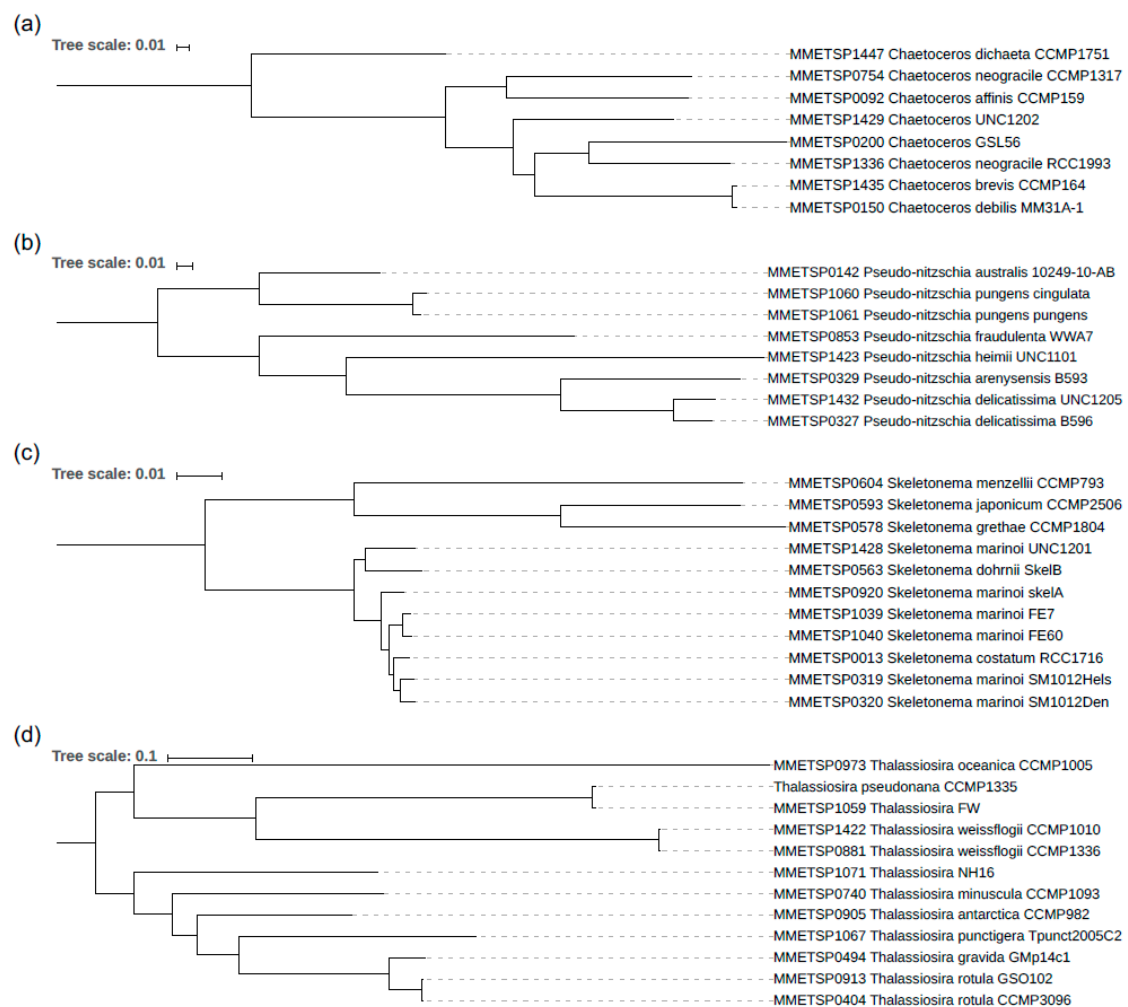 (a)
Tree scale: 0.01
MMETSP1447 Chaetoceros dichaeta CCMP1751
MMETSP0754 Chaetoceros neogracile CCMP1317
MMETSP0092 Chaetoceros affinis CCMP159
MMETSP1429 Chaetoceros UNC1202
MMETSP0200 Chaetoceros GSL56
MMETSP1336 Chaetoceros neogracile RCC1993
MMETSP1435 Chaetoceros brevis CCMP164
MMETSP0150 Chaetoceros debilis MM31A-1
(b)
Tree scale: 0.01
MMETSP0142 Pseudo-nitzschia australis 10249-10-AB
MMETSP1060 Pseudo-nitzschia pungens cingulata
MMETSP1061 Pseudo-nitzschia pungens pungens
MMETSP0853 Pseudo-nitzschia fraudulenta WWA7
MMETSP1423 Pseudo-nitzschia heimii UNC1101
MMETSP0329 Pseudo-nitzschia arenysensis B593
MMETSP1432 Pseudo-nitzschia delicatissima UNC1205
MMETSP0327 Pseudo-nitzschia delicatissima B596
(c)
Tree scale: 0.01
MMETSP0604 Skeletonema menzellii CCMP793
MMETSP0593 Skeletonema japonicum CCMP2506
MMETSP0578 Skeletonema grethae CCMP1804
MMETSP1428 Skeletonema marinoi UNC1201
MMETSP0563 Skeletonema dohrnii SkelB
MMETSP0920 Skeletonema marinoi skelA
MMETSP1039 Skeletonema marinoi FE7
MMETSP1040 Skeletonema marinoi FE60
MMETSP0013 Skeletonema costatum RCC1716
MMETSP0319 Skeletonema marinoi SM1012Hels
MMETSP0320 Skeletonema marinoi SM1012Den
(d)
Tree scale: 0.1
MMETSP0973 Thalassiosira oceanica CCMP1005
Thalassiosira pseudonana CCMP1335
MMETSP1059 Thalassiosira FW
MMETSP1422 Thalassiosira weissflogii CCMP1010
MMETSP0881 Thalassiosira weissflogii CCMP1336
MMETSP1071 Thalassiosira NH16
MMETSP0740 Thalassiosira minuscula CCMP1093
MMETSP0905 Thalassiosira antarctica CCMP982
MMETSP1067 Thalassiosira punctigera Tpunct2005C2
MMETSP0494 Thalassiosira gravida GMp14c1
MMETSP0913 Thalassiosira rotula GSO102
MMETSP0404 Thalassiosira rotula CCMP3096